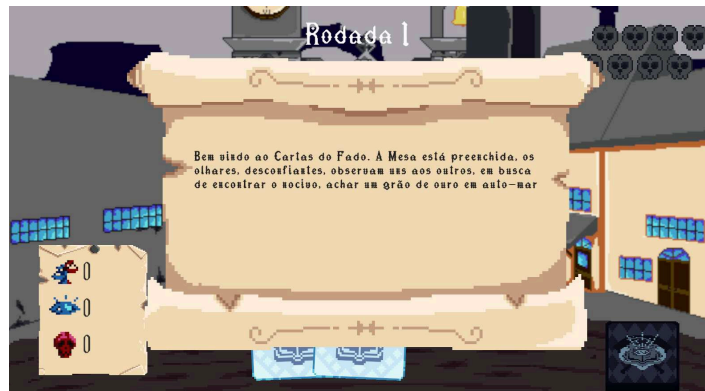 Rodada 1
Bem vindo ao Cartas do Fado. A Mesa está preenchida, os
olhares, desconfiantes, observam uns aos outros, em busca
de encontrar o nocivo, achar um grão de ouro em auto-mar
0
0
0